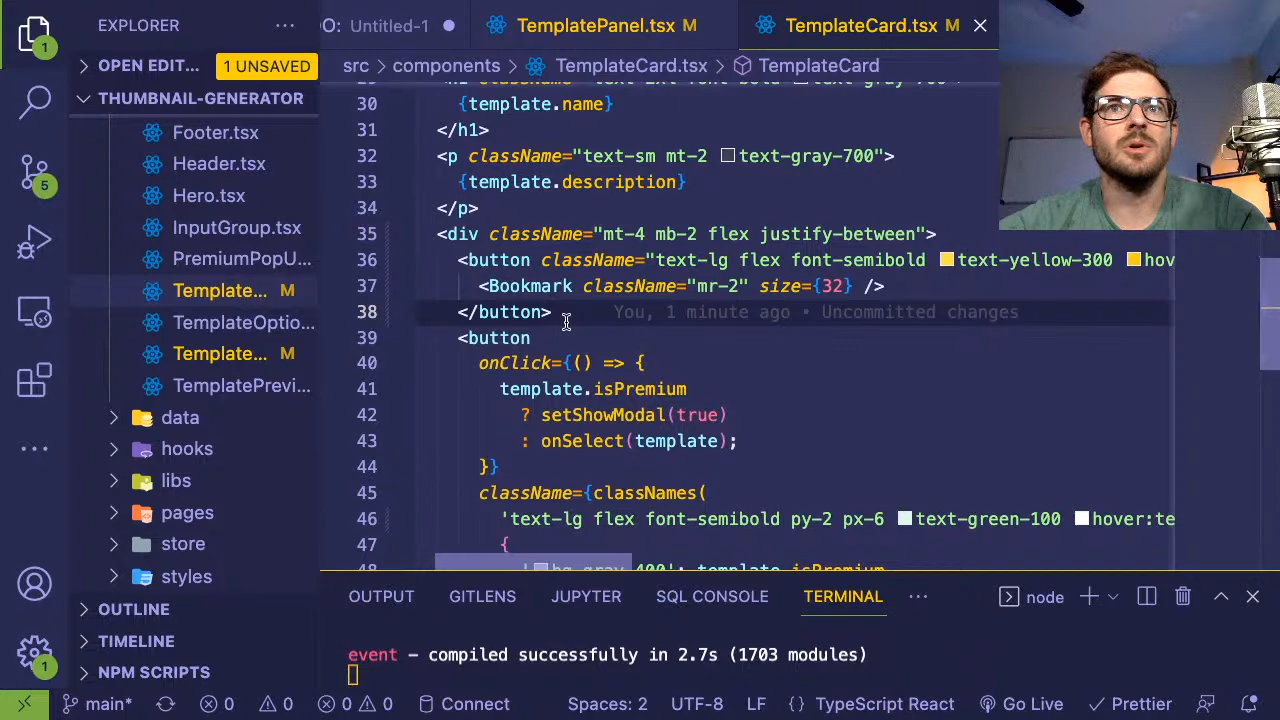 EXPLORER
O: Untitled-1
TemplatePanel.tsx M
TemplateCard.tsx M
1
OPEN EDIT... 1 UNSAVED
src components TemplateCard.tsx TemplateCard
THUMBNAIL-GENERATOR
Footer.tsx
Header.tsx
Hero.tsx
InputGroup.tsx
PremiumPopU...
Template... M
TemplateOptio...
Template... M
TemplatePrevi...
data
hooks
libs
pages
store
styles
OUTLINE
TIMELINE
NPM SCRIPTS
5
1
30 {template.name}
31 </h1>
32 <p className="text-sm mt-2 text-gray-700">
33 {template.description}
34 </p>
35 <div className="mt-4 mb-2 flex justify-between">
36 <button className="text-lg flex font-semibold text-yellow-300 hov
37 <Bookmark className="mr-2" size={32} />
38 </button> You, 1 minute ago • Uncommitted changes
39 <button
40 onClick={() => {
41 template.isPremium
42 ? setShowModal(true)
43 : onSelect(template);
44 }}
45 className={classNames(
46 'text-lg flex font-semibold py-2 px-6 text-green-100 hover:te
47 {
OUTPUT GITLENS JUPYTER SQL CONSOLE TERMINAL ... node
event - compiled successfully in 2.7s (1703 modules)
main* 0 0 0 0 Connect Spaces: 2 UTF-8 LF {} TypeScript React Go Live Prettier